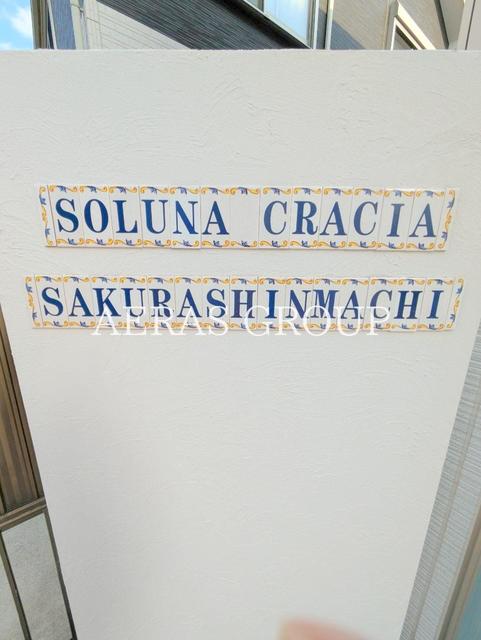 SOLUNA CRACIA
SAKURASHINMACHI
AERAS GROUP